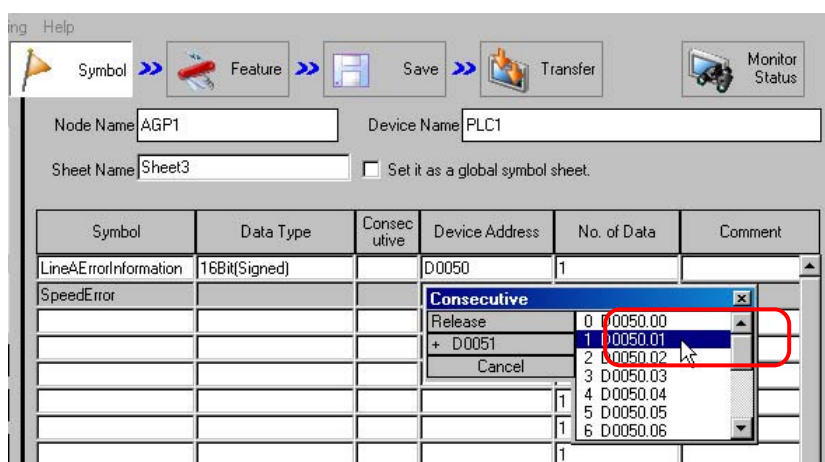 ing Help
Symbol >> Feature >> Save >> Transfer Monitor Status
Node Name AGP1 Device Name PLC1
Sheet Name Sheet3 Set it as a global symbol sheet.
Symbol Data Type Consecutive Device Address No. of Data Comment
LineAErrorInformation 16Bit(Signed) D0050 1
SpeedError
Consecutive
Release 0 D0050.00
+ D0051 1 D0050.01
2 D0050.02
Cancel 3 D0050.03
4 D0050.04
1 5 D0050.05
1 6 D0050.06
1